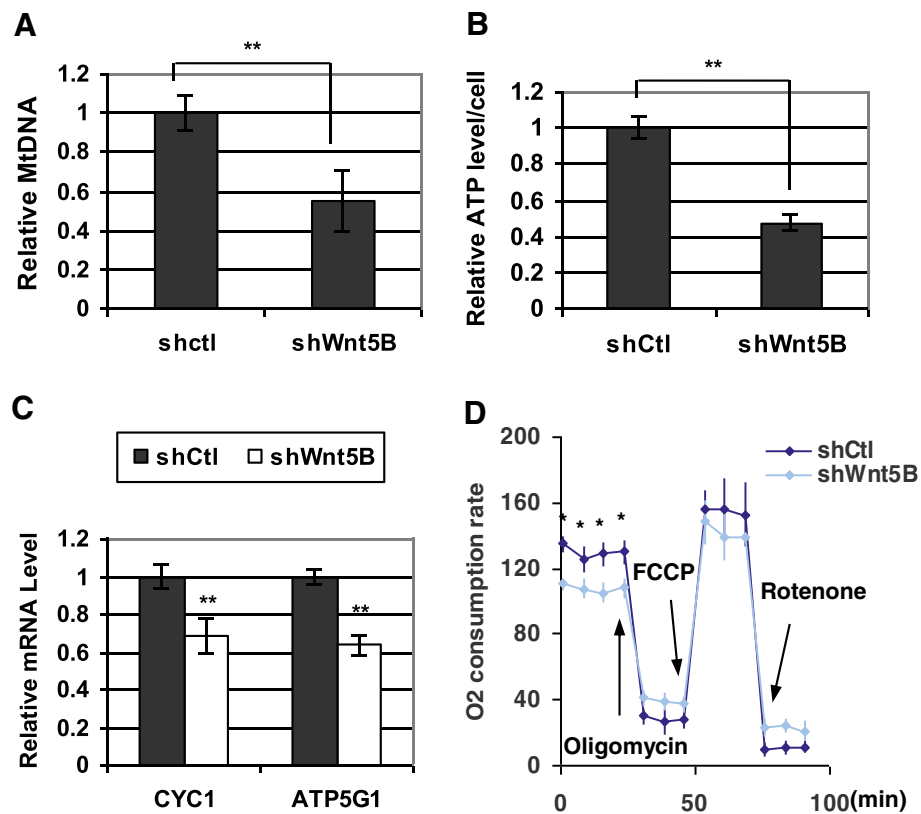 A
**
1.2
1
0.8
0.6
0.4
0.2
0
Relative MtDNA
shctl shWnt5B
B
**
1.2
1
0.8
0.6
0.4
0.2
0
Relative ATP level/cell
shCtl shWnt5B
C
shCtl shWnt5B
1.2
1
0.8
0.6
0.4
0.2
0
Relative mRNA Level
**
**
CYC1 ATP5G1
D
200
160
120
80
40
0
O2 consumption rate
shCtl
shWnt5B
* * * *
FCCP
Rotenone
Oligomycin
0 50 100 (min)